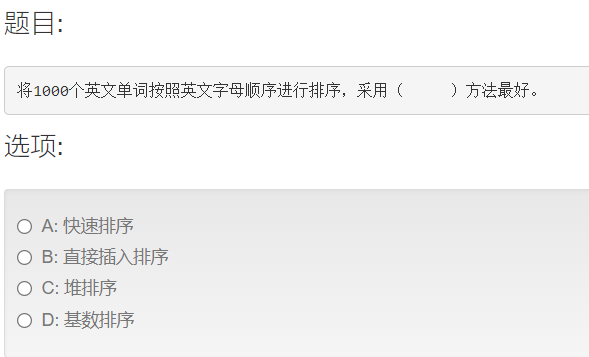 题目:
将1000个英文单词按照英文字母顺序进行排序，采用（　　）方法最好。
选项:
A: 快速排序
B: 直接插入排序
C: 堆排序
D: 基数排序